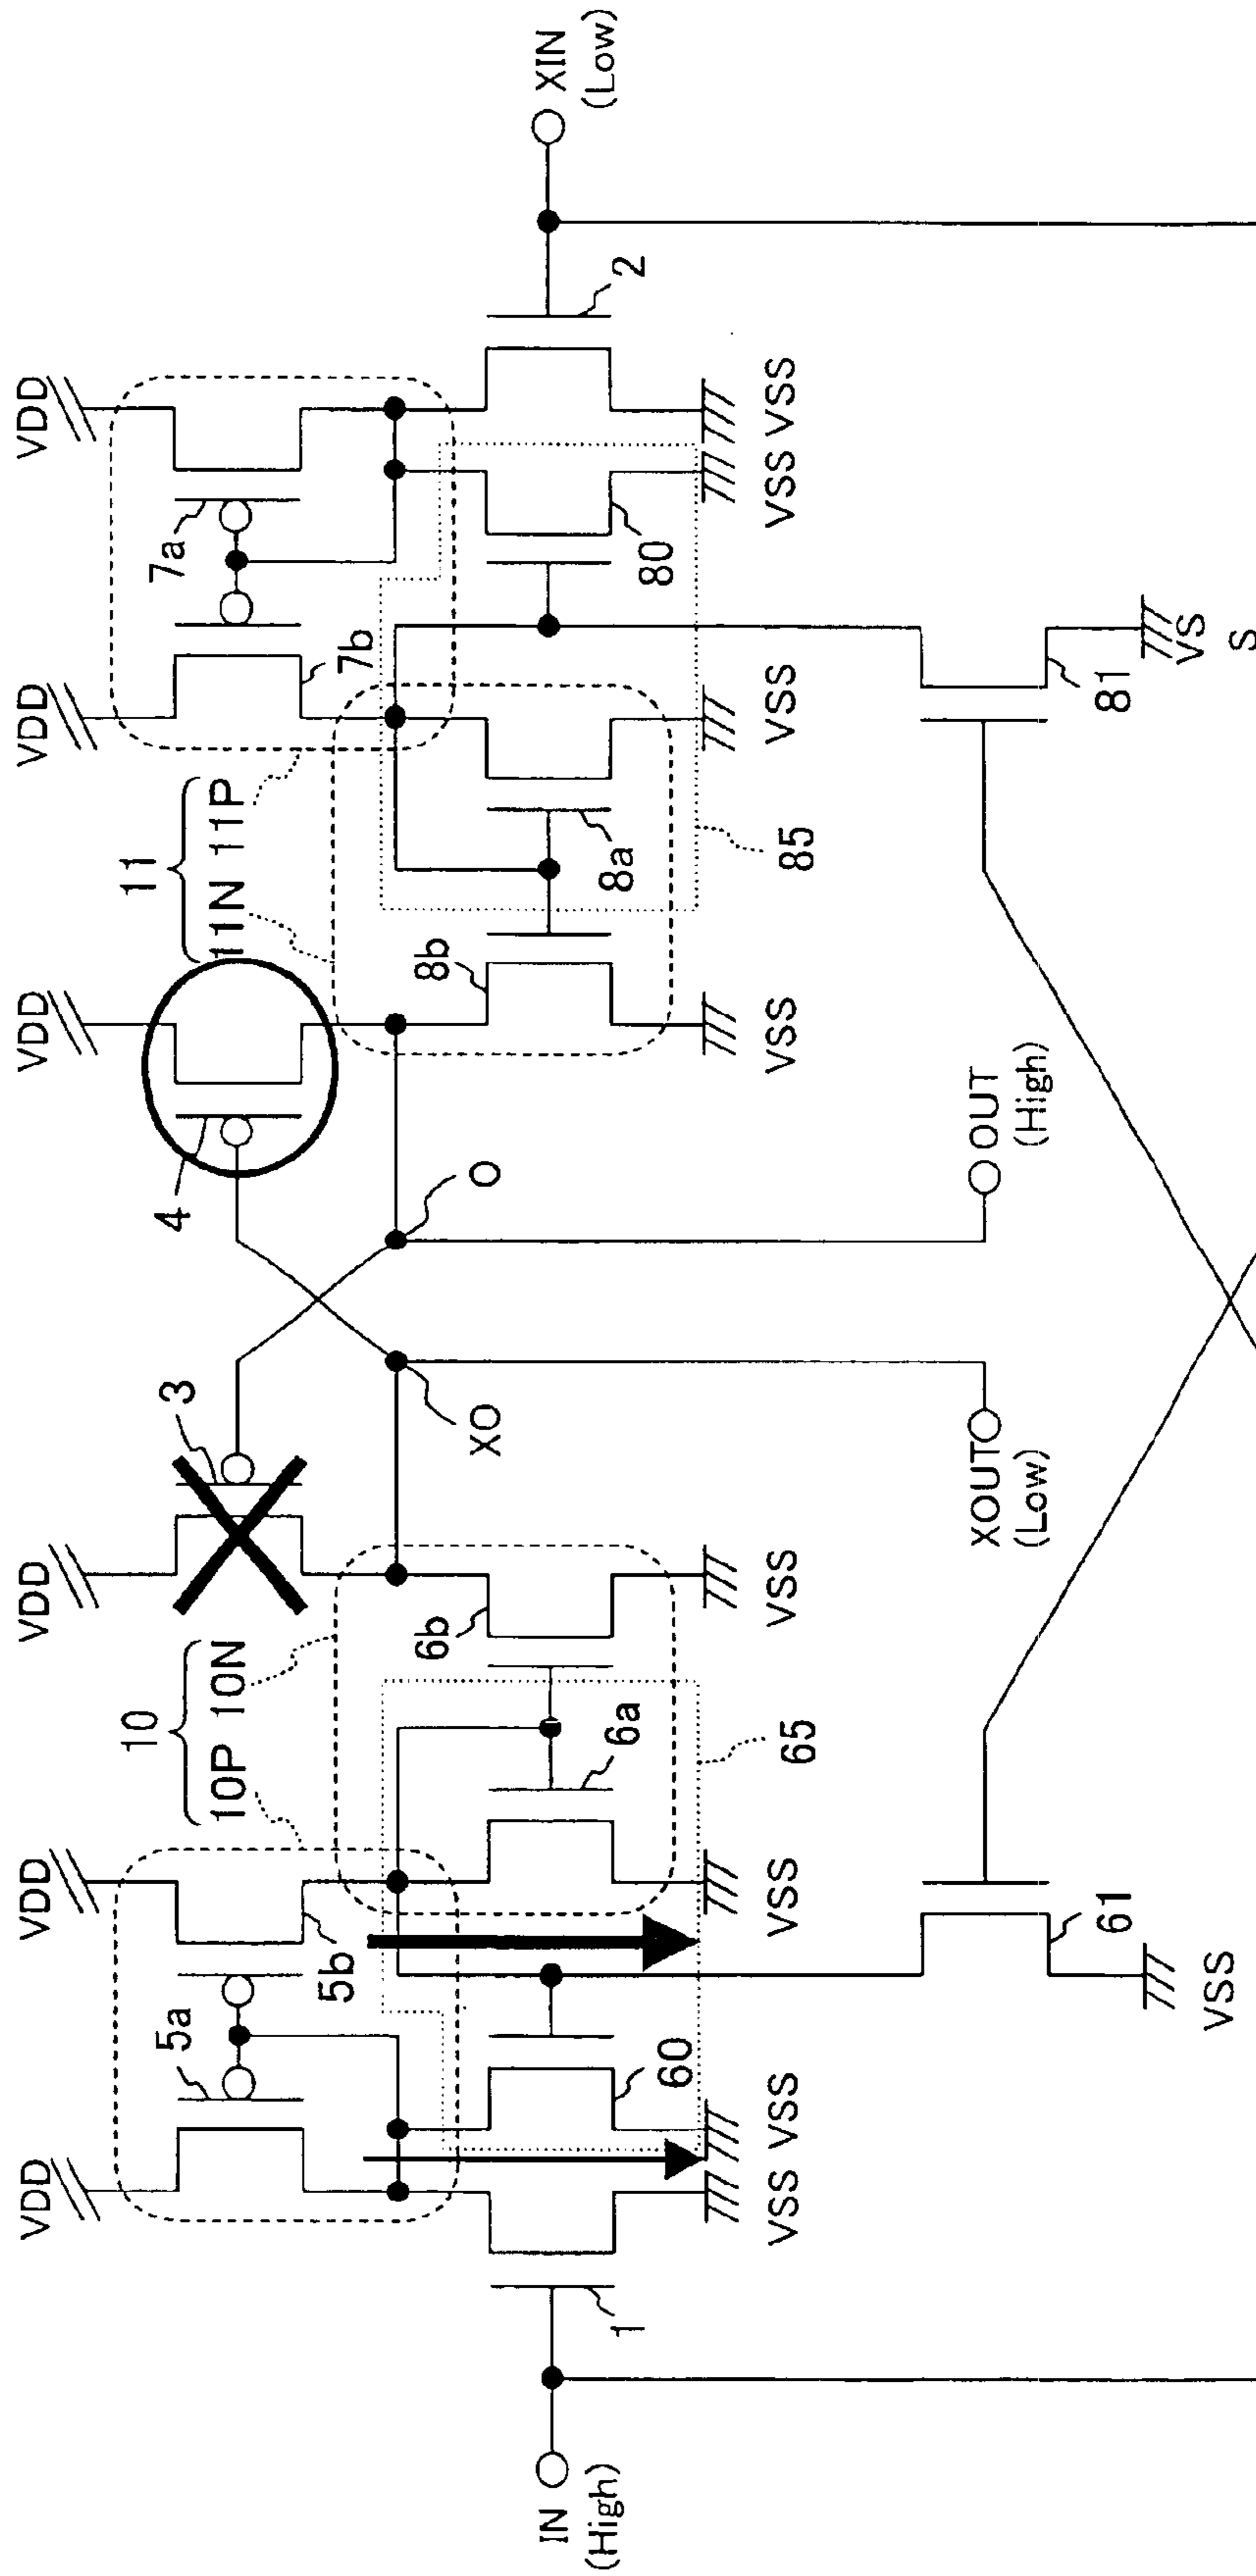 VDD
VDD
VDD
VDD
VDD
VDD
10
10P 10N
11
11N 11P
5a
5b
3
4
7b
7a
XO
O
6b
8b
IN
(High)
1
60
6a
8a
80
2
XIN
(Low)
VSS
VSS
VSS
VSS
VSS
VSS
VSS
VSS
65
85
XOUT
(Low)
OUT
(High)
61
81
VSS
VS
S